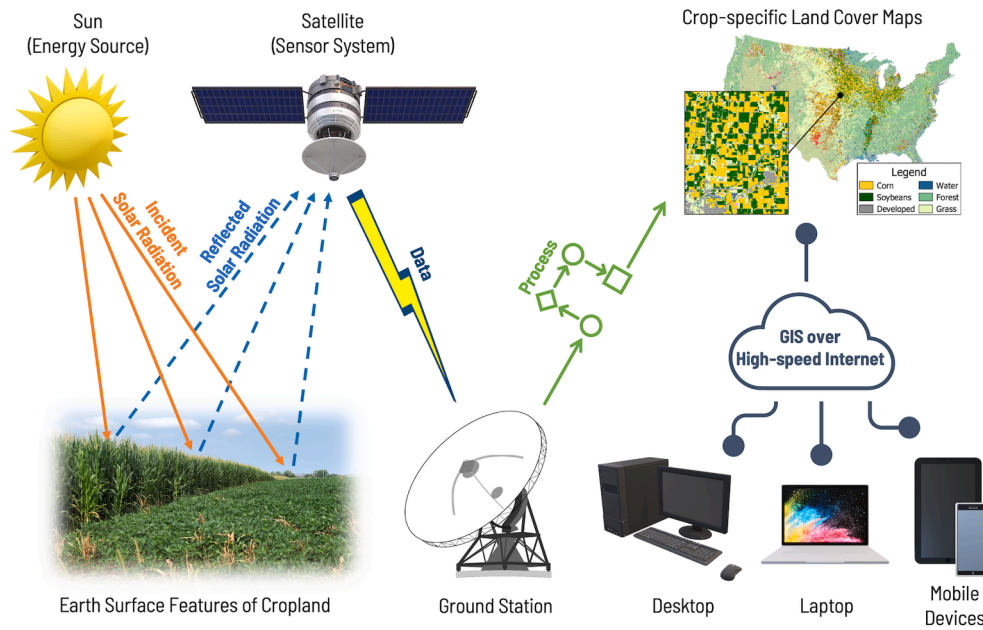 Sun
(Energy Source)
Satellite
(Sensor System)
Crop-specific Land Cover Maps
Legend
Corn
Water
Soybeans
Forest
Developed
Grass
Incident
Solar Radiation
Reflected
Solar Radiation
Data
Process
GIS over
High-speed Internet
Earth Surface Features of Cropland
Ground Station
Desktop
Laptop
Mobile
Devices